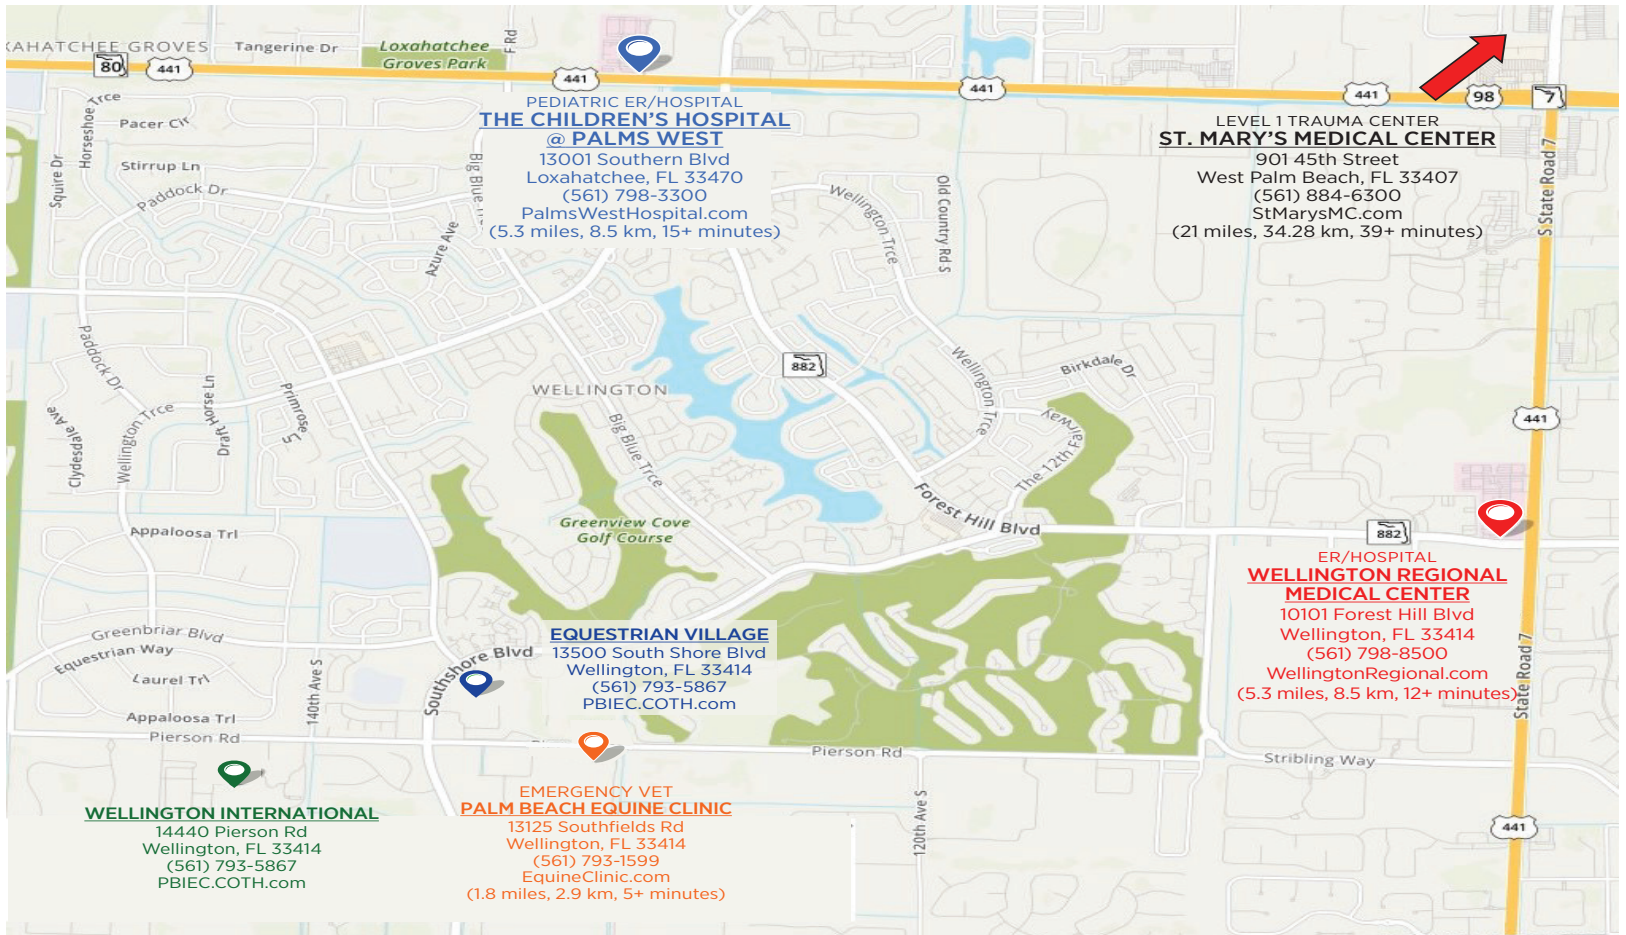 XAHATCHEE GROVES
Tangerine Dr
Loxahatchee
Groves Park
F Rd
80
441
441
441
441
98
7
PEDIATRIC ER/HOSPITAL
THE CHILDREN'S HOSPITAL
@ PALMS WEST
13001 Southern Blvd
Loxahatchee, FL 33470
(561) 798-3300
PalmsWestHospital.com
(5.3 miles, 8.5 km, 15+ minutes)
LEVEL 1 TRAUMA CENTER
ST. MARY'S MEDICAL CENTER
901 45th Street
West Palm Beach, FL 33407
(561) 884-6300
StMarysMC.com
(21 miles, 34.28 km, 39+ minutes)
Horseshoe Trce
Pacer Cir
Stirrup Ln
Squire Dr
Paddock Dr
Big Blue
Azure Ave
Wellington Trce
Old Country Rd S
S State Road 7
Paddock Dr
882
Wellington Trce
Birkdale Dr
WELLINGTON
Clydesdale Ave
Wellington Trce
Draft Horse Ln
Primrose Ln
Big Blue Trce
The 12th Fairway
441
Forest Hill Blvd
882
Greenview Cove
Golf Course
Appaloosa Trl
ER/HOSPITAL
WELLINGTON REGIONAL
MEDICAL CENTER
10101 Forest Hill Blvd
Wellington, FL 33414
(561) 798-8500
WellingtonRegional.com
(5.3 miles, 8.5 km, 12+ minutes)
State Road 7
Greenbriar Blvd
Equestrian Way
Laurel Trl
140th Ave S
Southshore Blvd
EQUESTRIAN VILLAGE
13500 South Shore Blvd
Wellington, FL 33414
(561) 793-5867
PBIEC.COTH.com
Appaloosa Trl
Pierson Rd
Pierson Rd
Stribling Way
WELLINGTON INTERNATIONAL
14440 Pierson Rd
Wellington, FL 33414
(561) 793-5867
PBIEC.COTH.com
EMERGENCY VET
PALM BEACH EQUINE CLINIC
13125 Southfields Rd
Wellington, FL 33414
(561) 793-1599
EquineClinic.com
(1.8 miles, 2.9 km, 5+ minutes)
120th Ave S
441